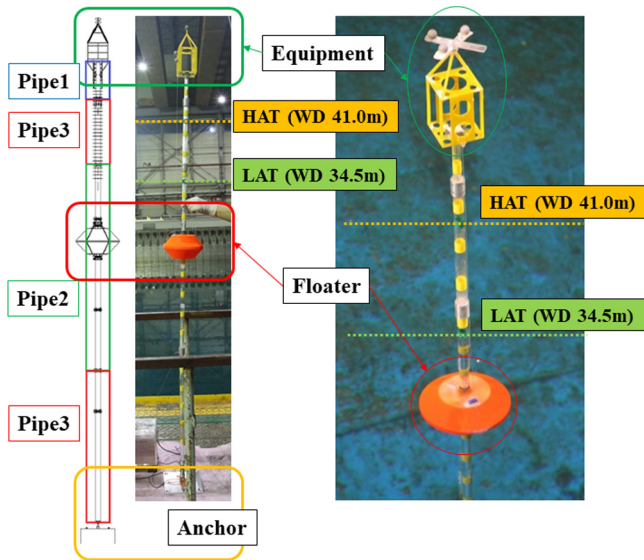 Equipment
Pipe1
Pipe3
HAT (WD 41.0m)
LAT (WD 34.5m)
HAT (WD 41.0m)
Floater
Pipe2
LAT (WD 34.5m)
Pipe3
Anchor